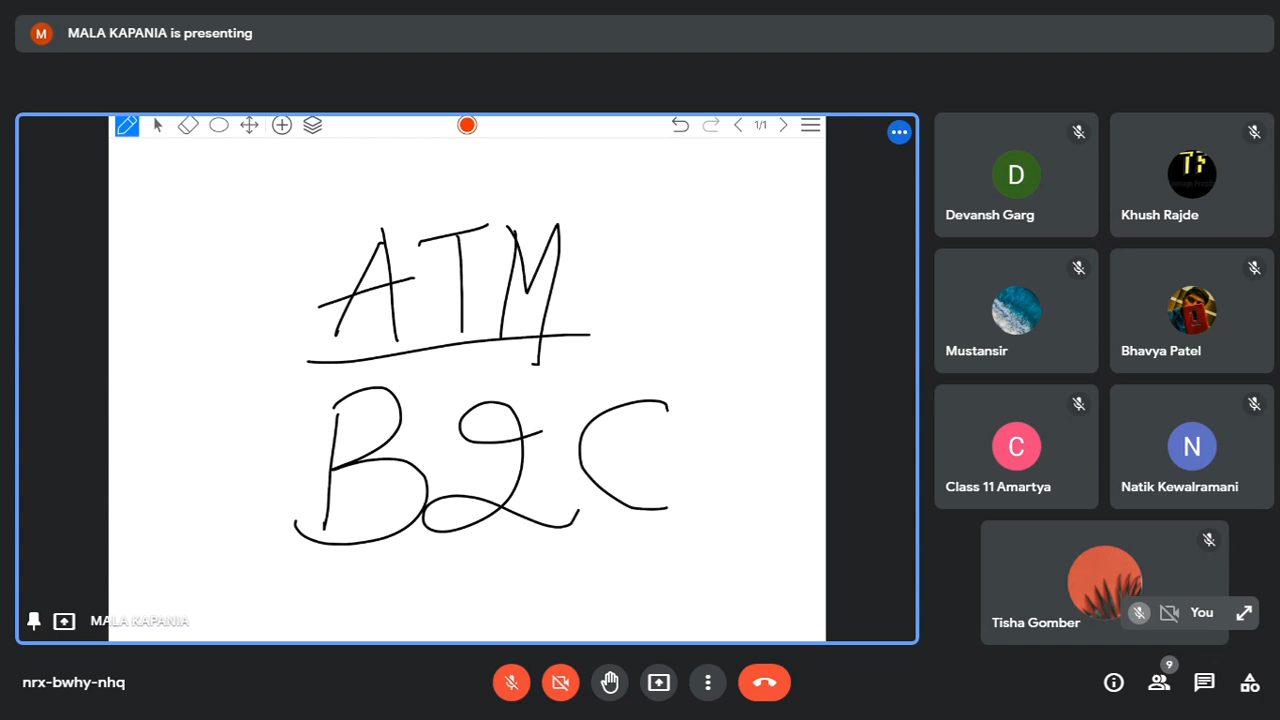 M MALA KAPANIA is presenting
1/1
ATM
B2C
MALA KAPANIA
D
Devansh Garg
Khush Rajde
Mustansir
Bhavya Patel
C
Class 11 Amartya
N
Natik Kewalramani
Tisha Gomber
You
nrx-bwhy-nhq
9